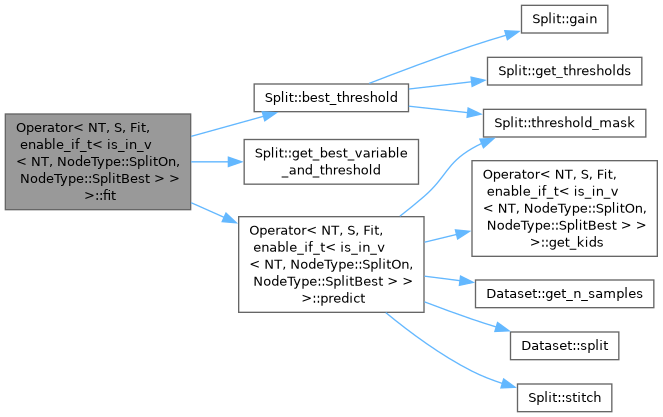 Operator< NT, S, Fit,
enable_if_t< is_in_v
< NT, NodeType::SplitOn,
NodeType::SplitBest > >
>::fit
Split::best_threshold
Split::gain
Split::get_thresholds
Split::threshold_mask
Split::get_best_variable
_and_threshold
Operator< NT, S, Fit,
enable_if_t< is_in_v
< NT, NodeType::SplitOn,
NodeType::SplitBest > >
>::predict
Operator< NT, S, Fit,
enable_if_t< is_in_v
< NT, NodeType::SplitOn,
NodeType::SplitBest > >
>::get_kids
Dataset::get_n_samples
Dataset::split
Split::stitch